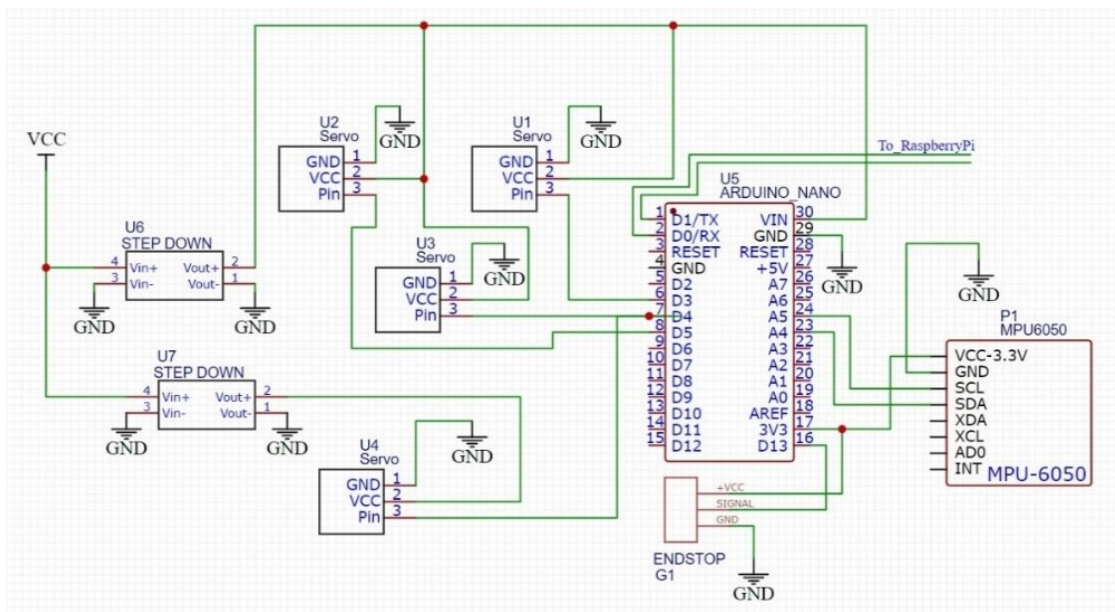 VCC
U6
STEP DOWN
4 Vin+ Vout+ 2
3 Vin- Vout- 1
GND
GND
U7
STEP DOWN
4 Vin+ Vout+ 2
3 Vin- Vout- 1
GND
GND
U2
Servo
GND 1
VCC 2
Pin 3
GND
U1
Servo
GND 1
VCC 2
Pin 3
GND
U3
Servo
GND 1
VCC 2
Pin 3
GND
U4
Servo
GND 1
VCC 2
Pin 3
GND
To_RaspberryPi
U5
ARDUINO_NANO
1 D1/TX VIN 30
2 D0/RX GND 29
3 RESET RESET 28
4 GND +5V 27
5 D2 A7 26
6 D3 A6 25
7 D4 A5 24
8 D5 A4 23
9 D6 A3 22
10 D7 A2 21
11 D8 A1 20
12 D9 A0 19
13 D10 AREF 18
14 D11 3V3 17
15 D12 D13 16
GND
GND
P1
MPU6050
VCC-3.3V
GND
SCL
SDA
XDA
XCL
AD0
INT
MPU-6050
+VCC
SIGNAL
GND
ENDSTOP
G1
GND